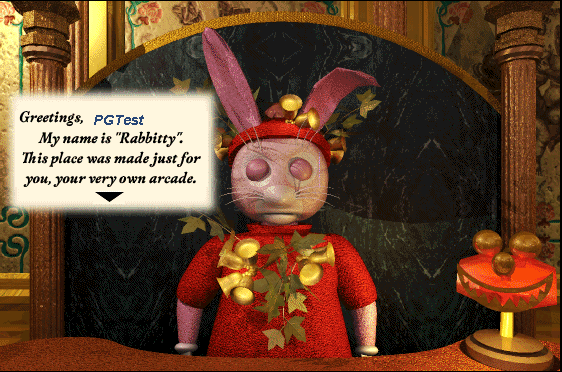 Greetings, PGTest
My name is "Rabbitty".
This place was made just for
you, your very own arcade.